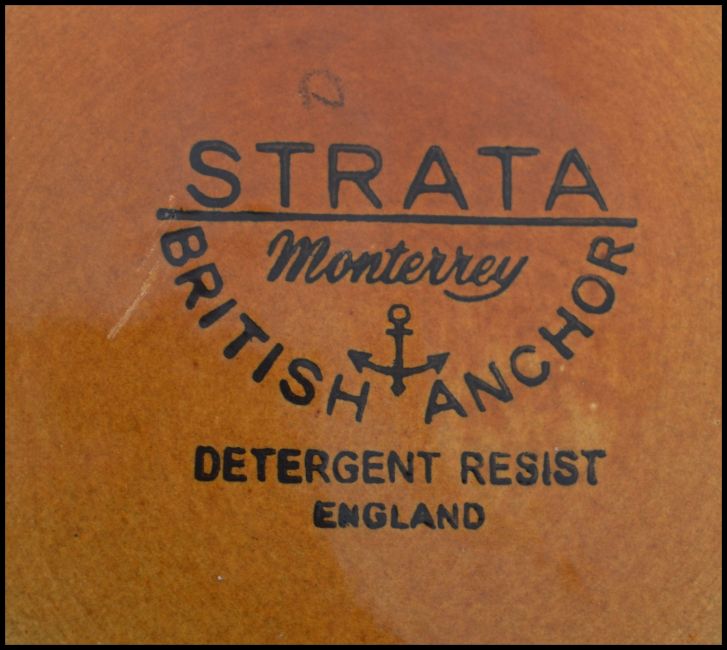 STRATA
Monterrey
BRITISH ANCHOR
DETERGENT RESIST
ENGLAND